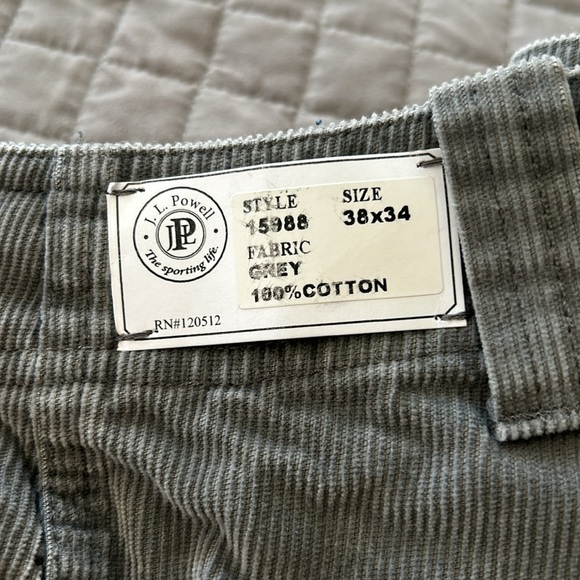 J. L. Powell
JLP
The sporting life.
RN#120512
STYLE SIZE
15988 38x34
FABRIC
GREY
100%COTTON